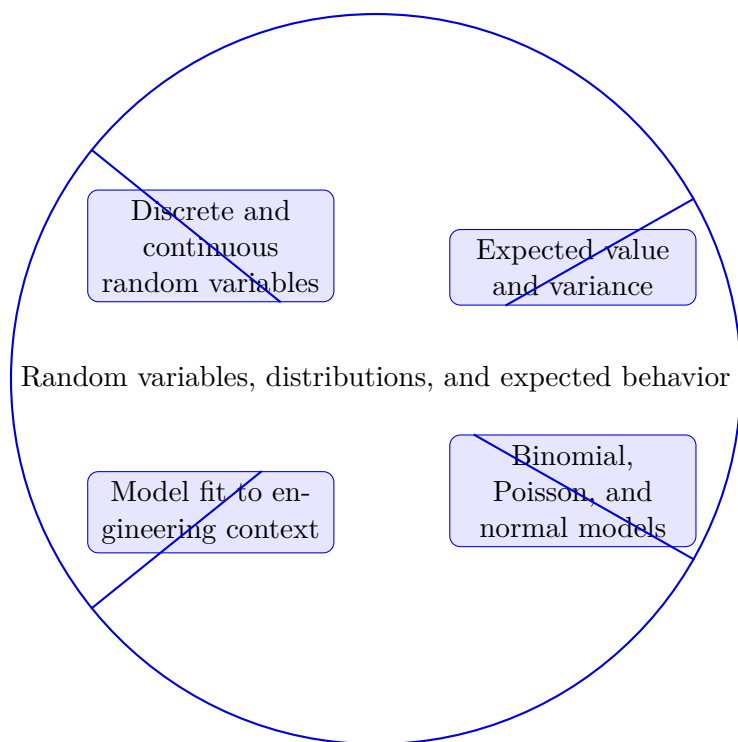 Discrete and
continuous
random variables
Expected value
and variance
Random variables, distributions, and expected behavior
Model fit to en-
gineering context
Binomial,
Poisson, and
normal models